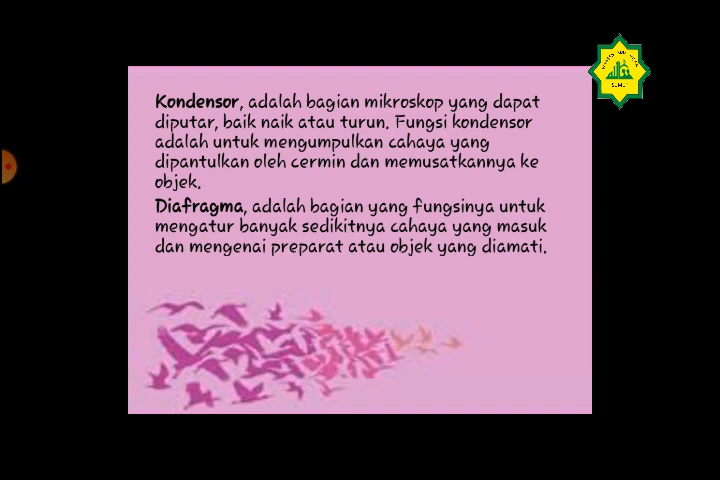 Kondensor, adalah bagian mikroskop yang dapat
diputar, baik naik atau turun. Fungsi kondensor
adalah untuk mengumpulkan cahaya yang
dipantulkan oleh cermin dan memusatkannya ke
objek.
Diafragma, adalah bagian yang fungsinya untuk
mengatur banyak sedikitnya cahaya yang masuk
dan mengenai preparat atau objek yang diamati.